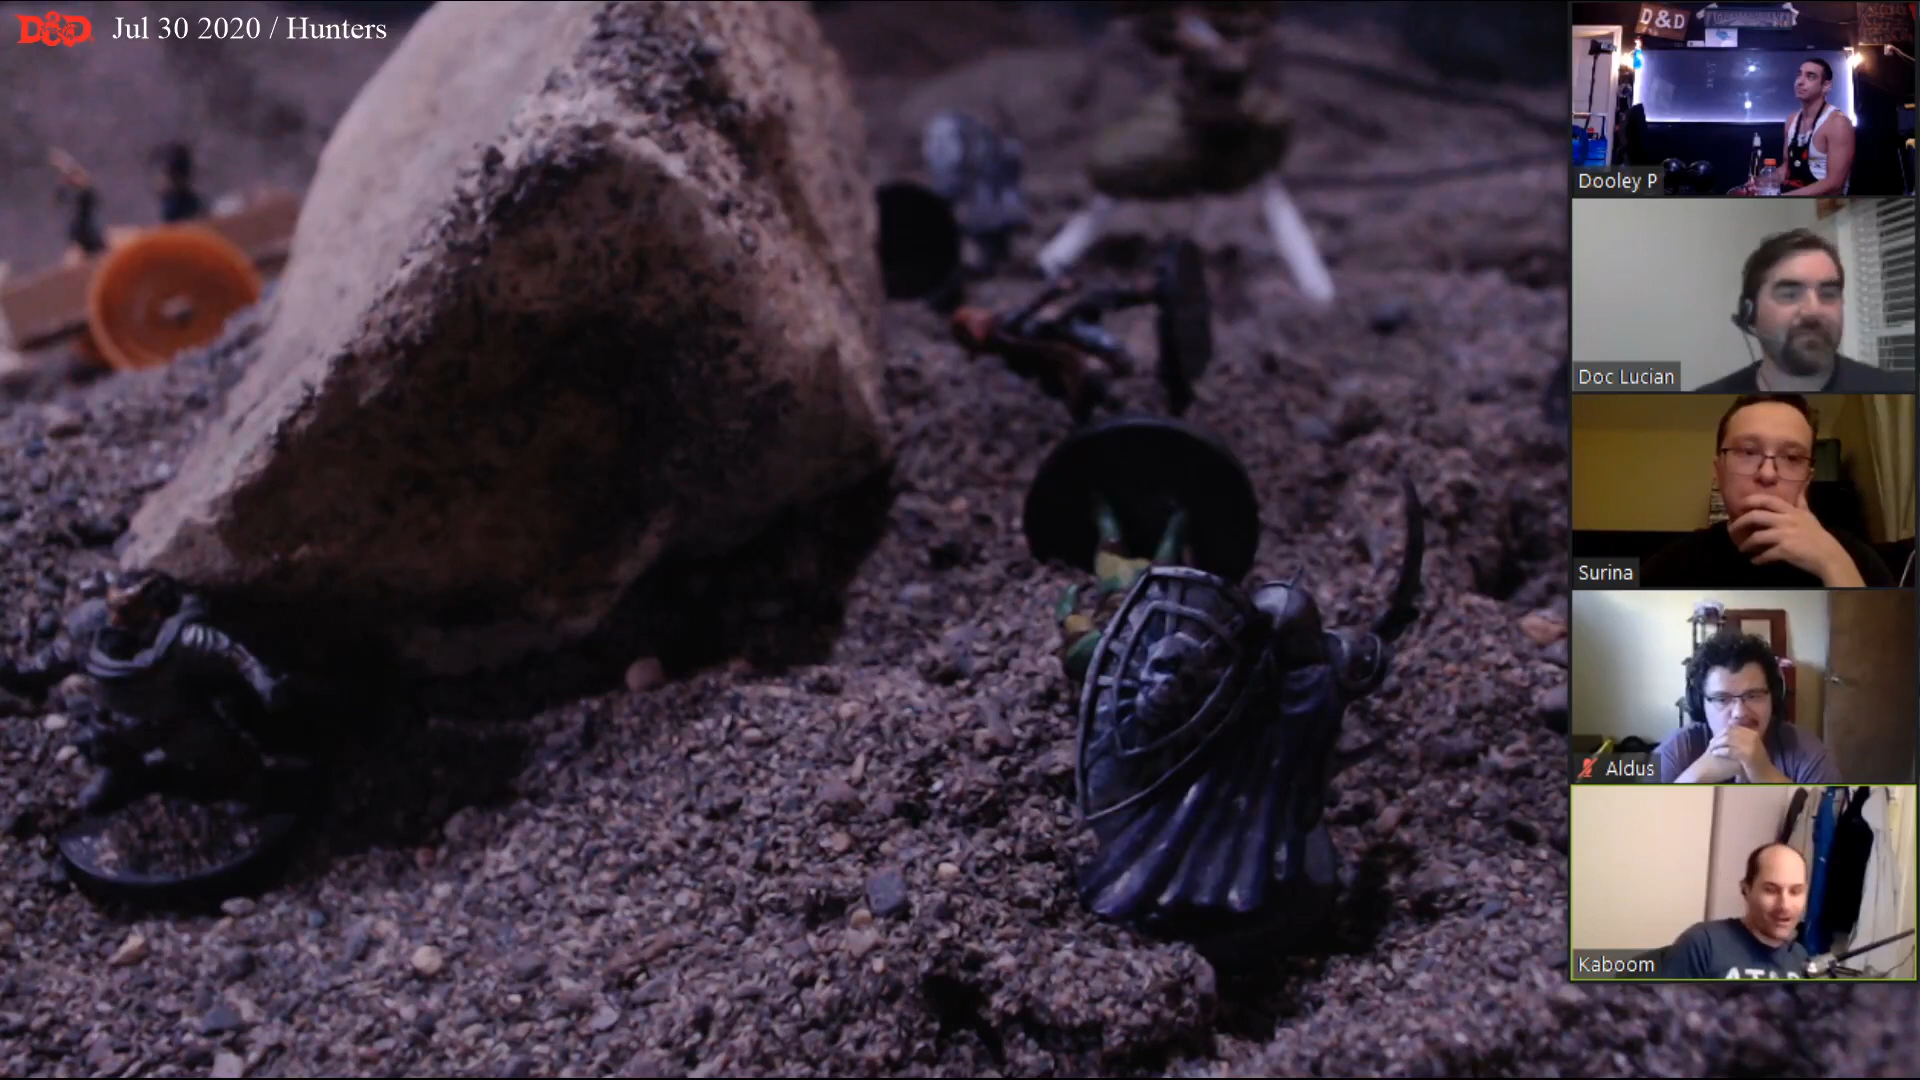 D&D Jul 30 2020 / Hunters
D&D
Dooley P
Doc Lucian
Surina
Aldus
Kaboom